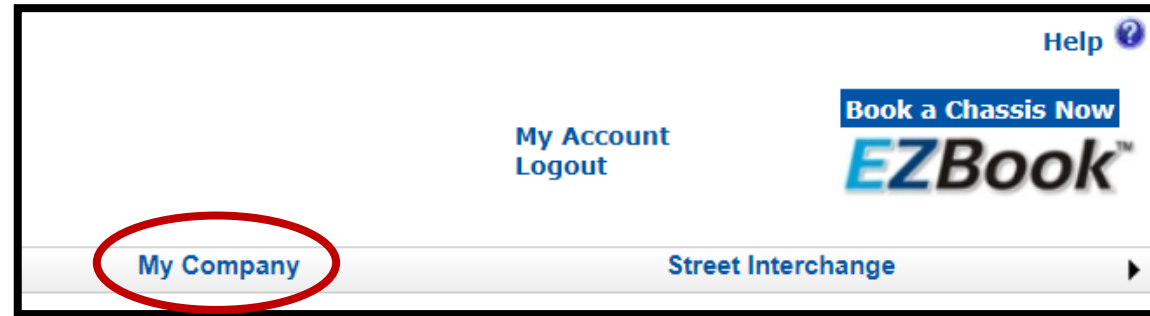 Help ?
My Account
Logout
Book a Chassis Now
EZBook™
My Company
Street Interchange